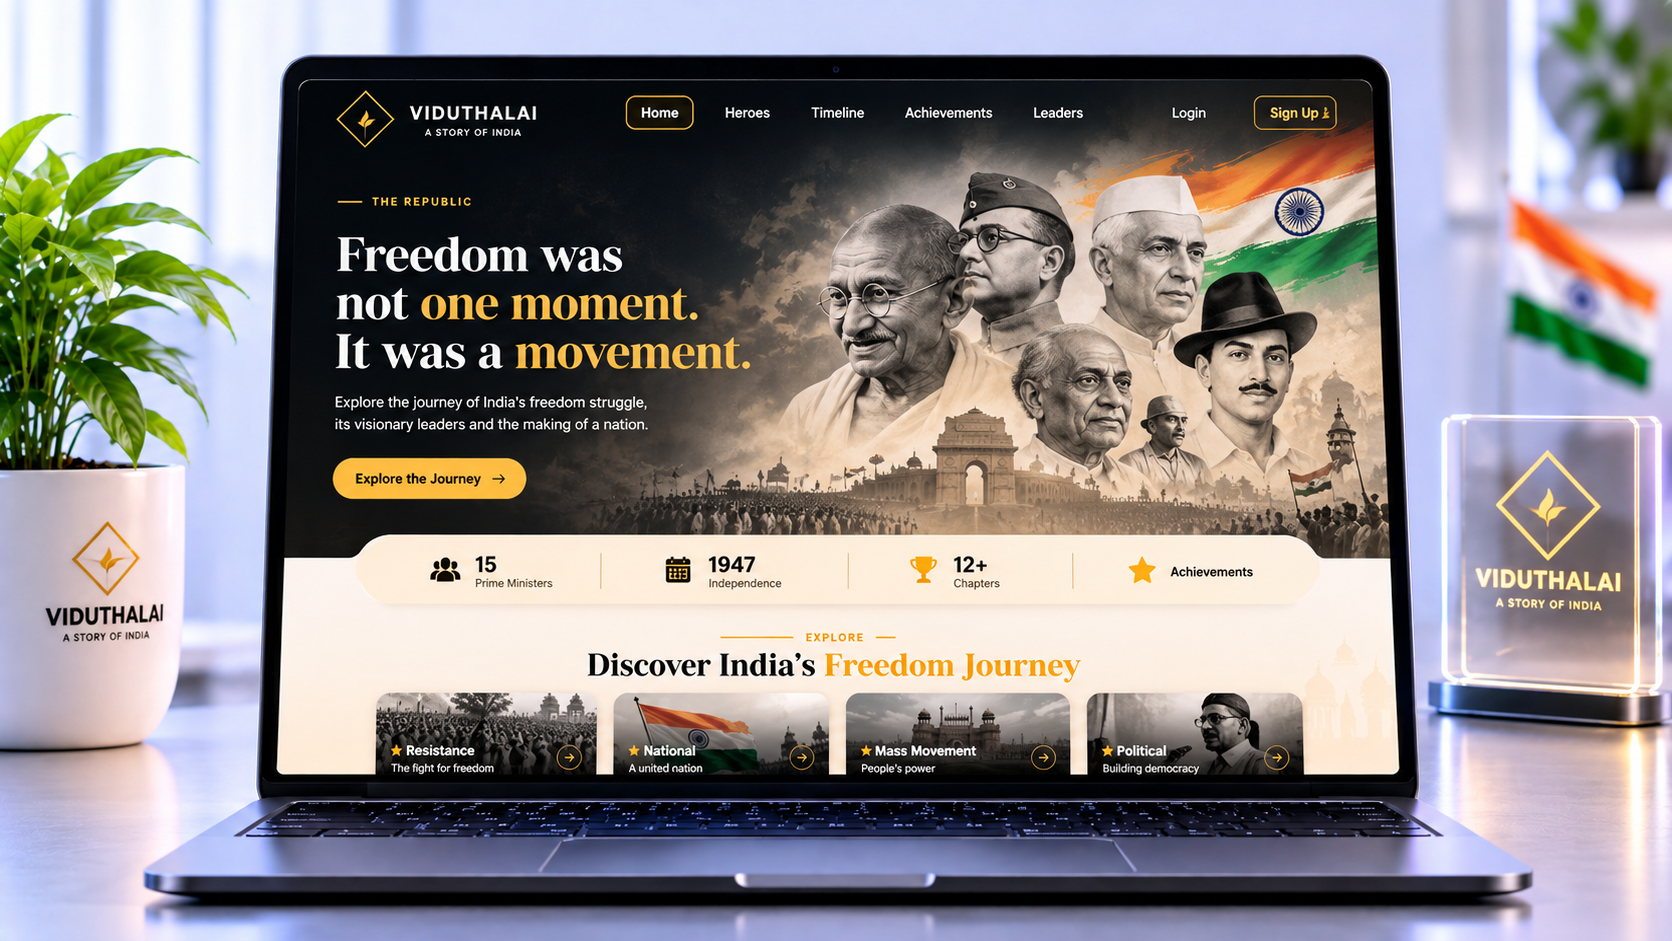 VIDUTHALAI
A STORY OF INDIA
Home
Heroes
Timeline
Achievements
Leaders
Login
Sign Up
THE REPUBLIC
Freedom was
not one moment.
It was a movement.
Explore the journey of India's freedom struggle,
its visionary leaders and the making of a nation.
Explore the Journey →
15
Prime Ministers
1947
Independence
12+
Chapters
Achievements
EXPLORE
Discover India's Freedom Journey
Resistance
The fight for freedom
National
A united nation
Mass Movement
People's power
Political
Building democracy
VIDUTHALAI
A STORY OF INDIA
VIDUTHALAI
A STORY OF INDIA